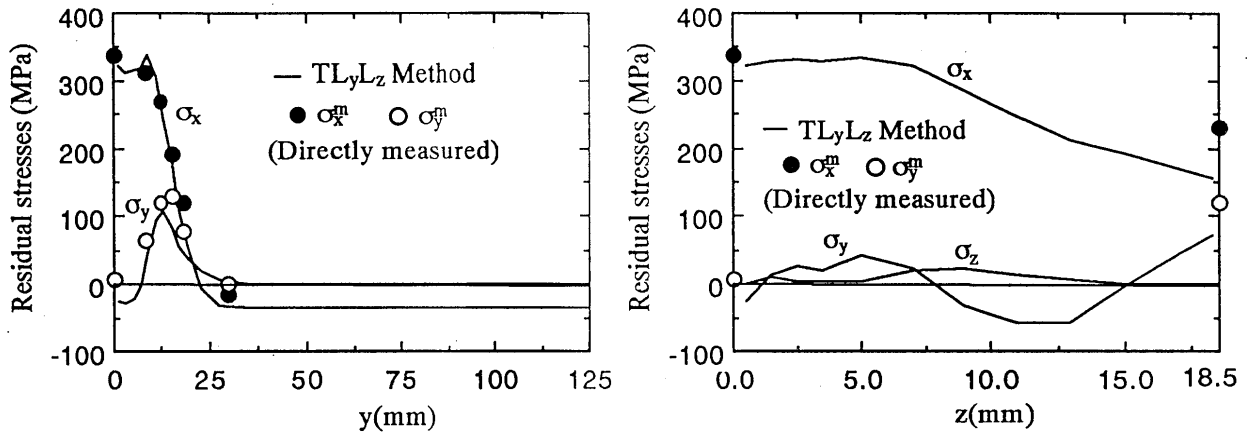 400
300
200
100
0
-100
Residual stresses (MPa)
— TLyLz Method
● σxᵐ ○ σyᵐ
(Directly measured)
σx
σy
0 25 50 75 100 125
y(mm)
400
300
200
100
0
-100
Residual stresses (MPa)
σx
— TLyLz Method
● σxᵐ ○ σyᵐ
(Directly measured)
σy
σz
0.0 5.0 10.0 15.0 18.5
z(mm)